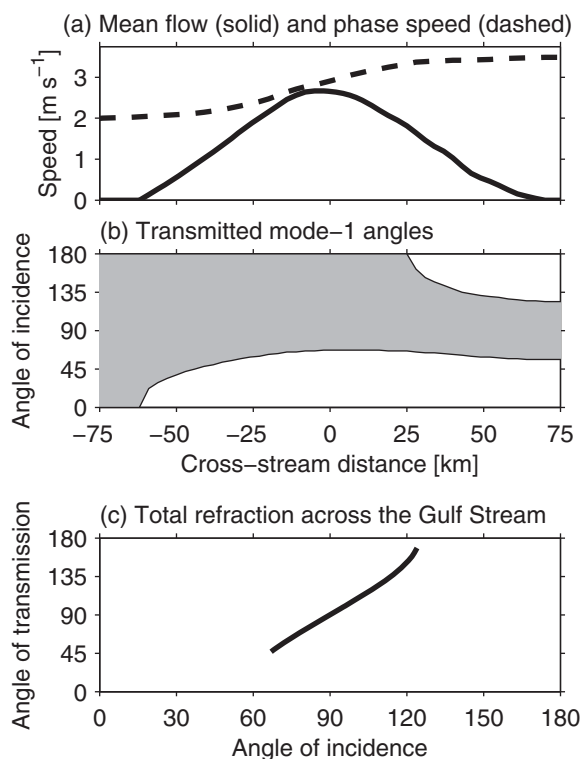 (a) Mean flow (solid) and phase speed (dashed)
Speed [m s⁻¹]
3
2
1
0
(b) Transmitted mode−1 angles
Angle of incidence
180
135
90
45
0
−75 −50 −25 0 25 50 75
Cross−stream distance [km]
(c) Total refraction across the Gulf Stream
Angle of transmission
180
135
90
45
0
0 30 60 90 120 150 180
Angle of incidence